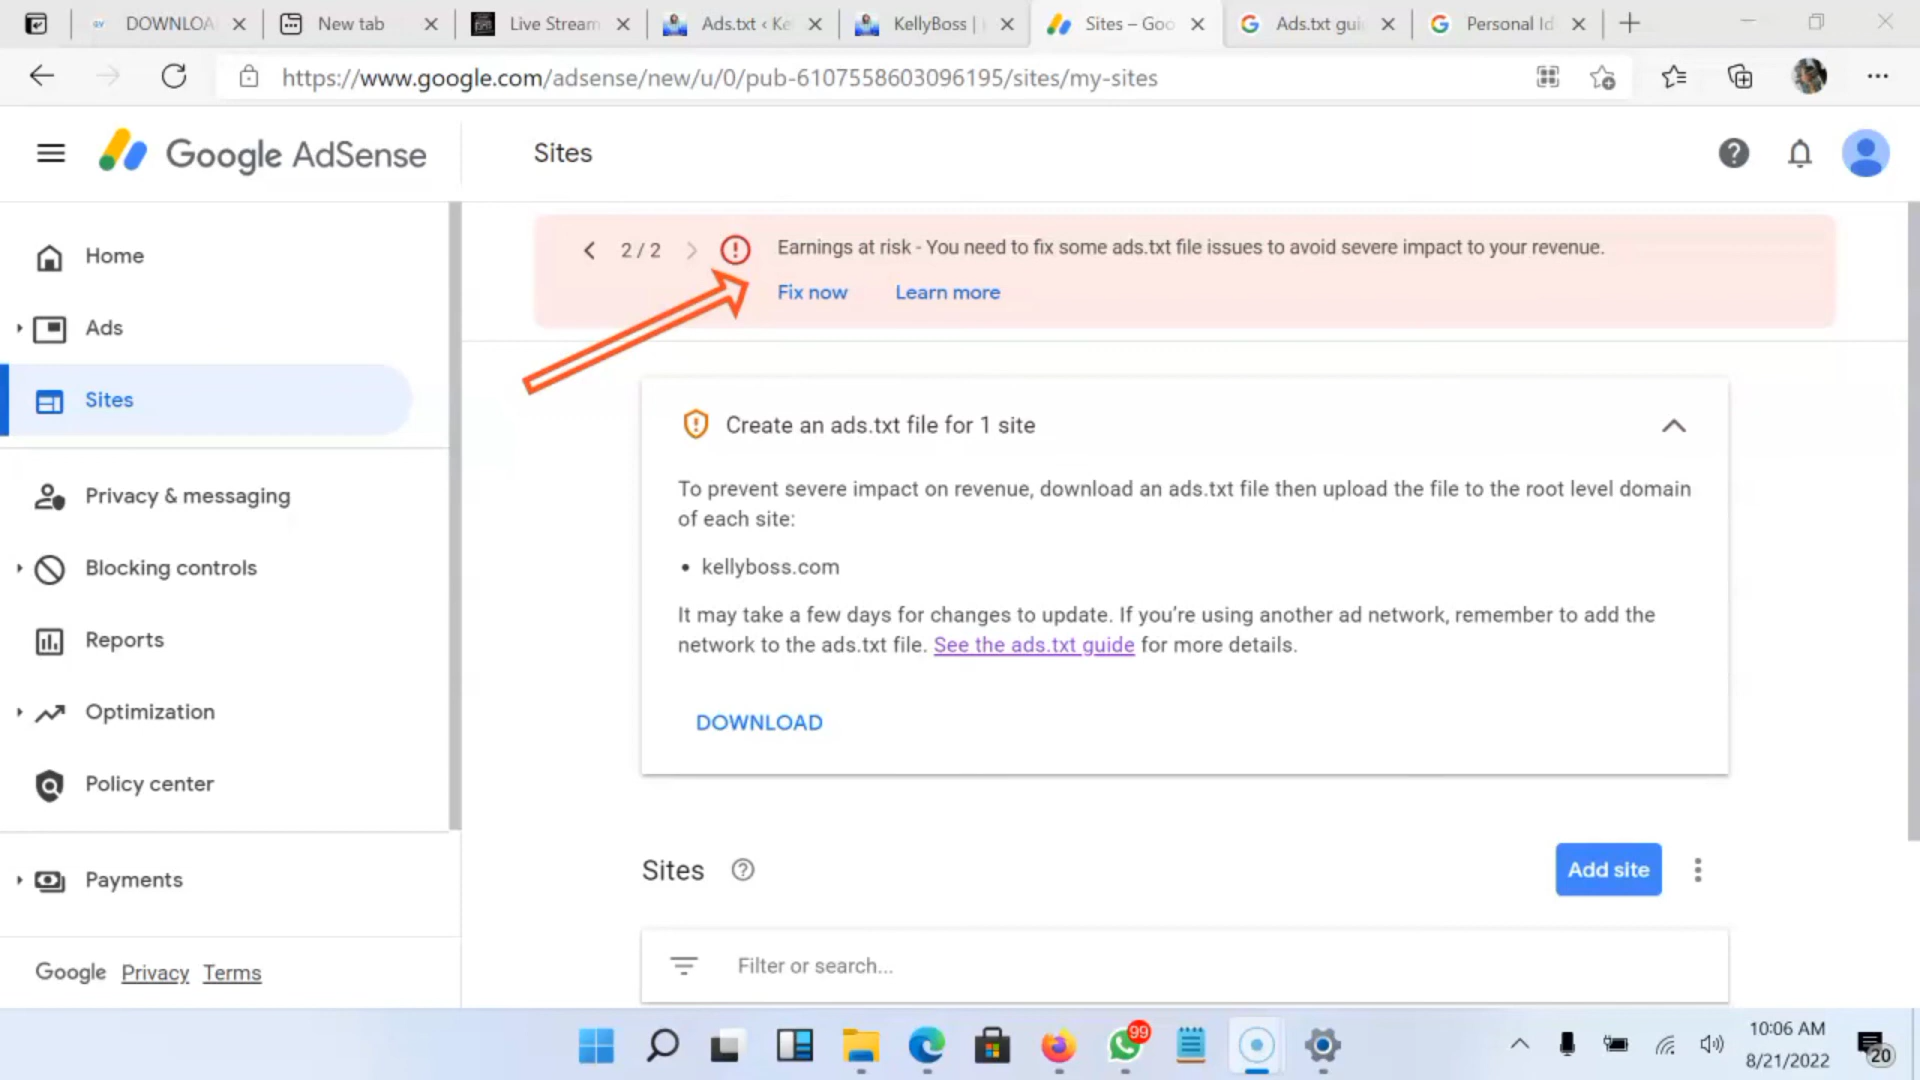 DOWNLOA
New tab
Live Stream
Ads.txt < Ke
KellyBoss |
Sites – Goo
Ads.txt gui
Personal Id
https://www.google.com/adsense/new/u/0/pub-6107558603096195/sites/my-sites
Google AdSense
Sites
Home
Ads
Sites
Privacy & messaging
Blocking controls
Reports
Optimization
Policy center
Payments
Google Privacy Terms
2 / 2
Earnings at risk - You need to fix some ads.txt file issues to avoid severe impact to your revenue.
Fix now Learn more
Create an ads.txt file for 1 site
To prevent severe impact on revenue, download an ads.txt file then upload the file to the root level domain
of each site:
• kellyboss.com
It may take a few days for changes to update. If you’re using another ad network, remember to add the
network to the ads.txt file. See the ads.txt guide for more details.
DOWNLOAD
Sites
Add site
Filter or search...
99
10:06 AM
8/21/2022
20